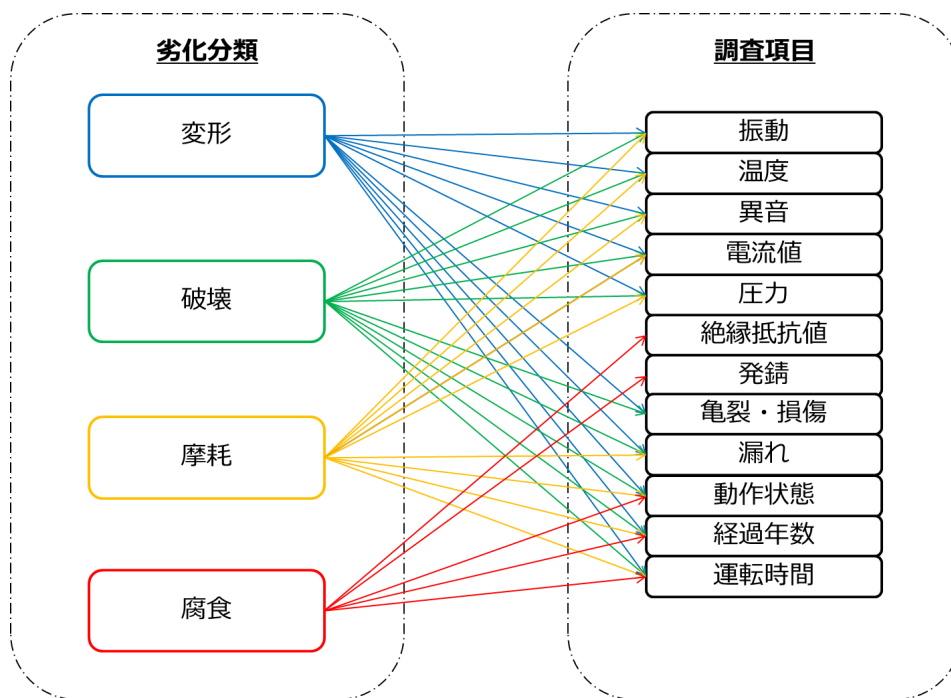 劣化分類
変形
破壊
摩耗
腐食
調査項目
振動
温度
異音
電流値
圧力
絶縁抵抗値
発錆
亀裂・損傷
漏れ
動作状態
経過年数
運転時間